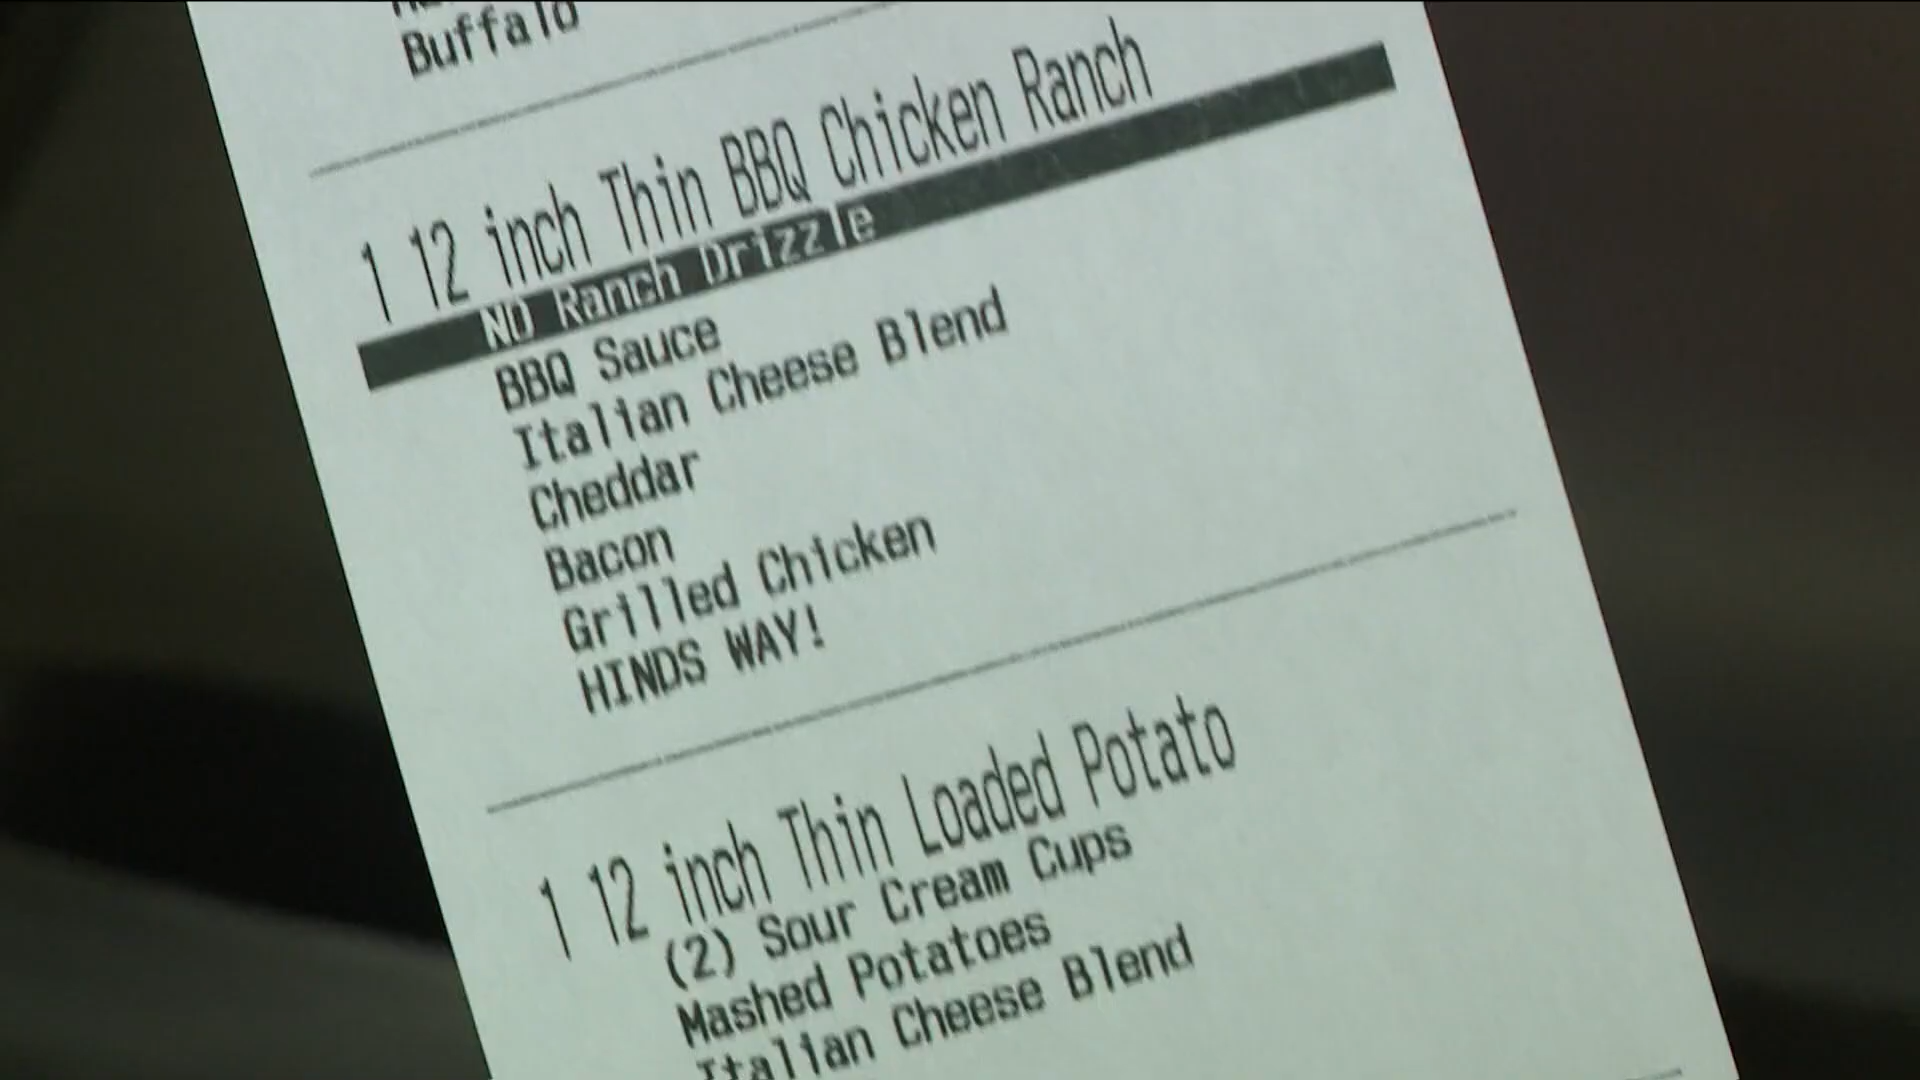 Buffalo
1 12 inch Thin BBQ Chicken Ranch
NO Ranch Drizzle
BBQ Sauce
Italian Cheese Blend
Cheddar
Bacon
Grilled Chicken
HINDS WAY!
1 12 inch Thin Loaded Potato
(2) Sour Cream Cups
Mashed Potatoes
Italian Cheese Blend